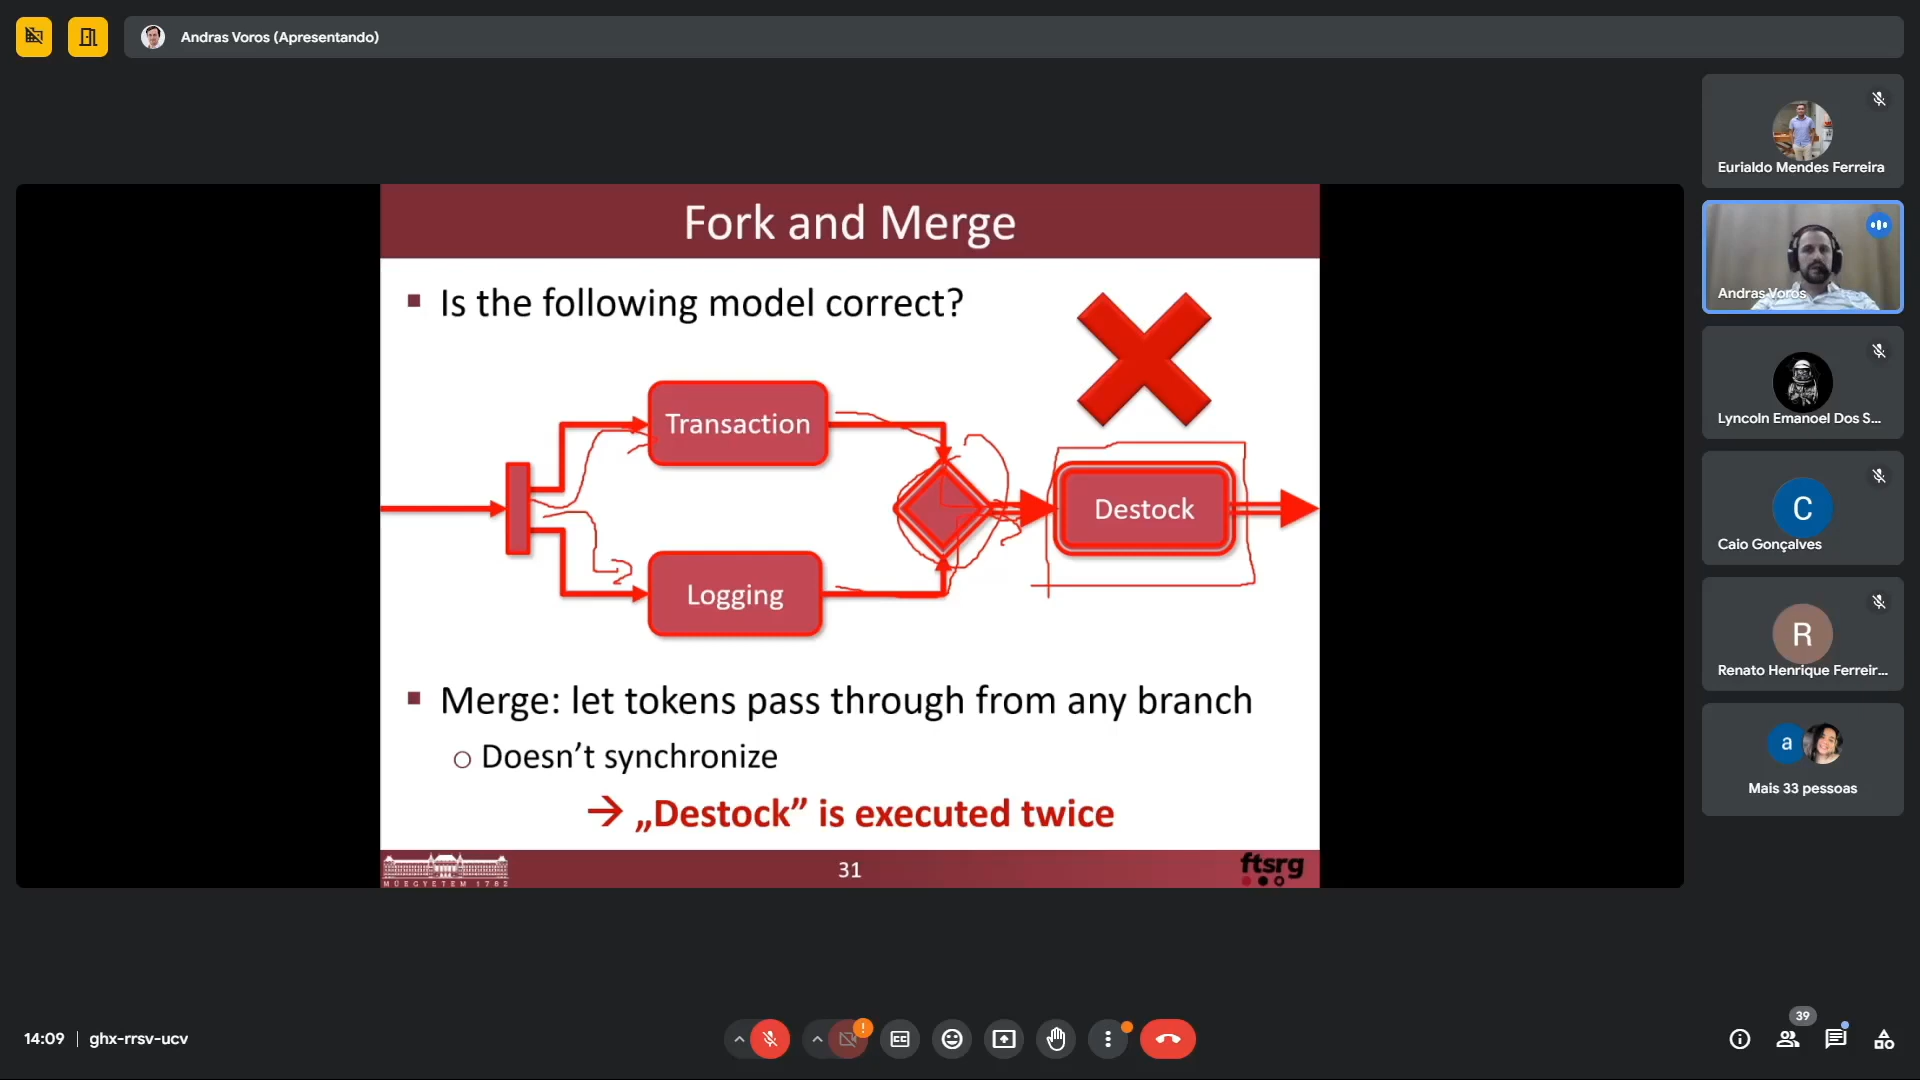 Andras Voros (Apresentando)
Fork and Merge
Is the following model correct?
Transaction
Logging
Destock
Merge: let tokens pass through from any branch
Doesn't synchronize
→ „Destock” is executed twice
MŰEGYETEM 1782
31
ftsrg
Eurialdo Mendes Ferreira
Andras Voros
Lyncoln Emanoel Dos S...
C
Caio Gonçalves
R
Renato Henrique Ferreir...
a
Mais 33 pessoas
14:09 | ghx-rrsv-ucv
!
39